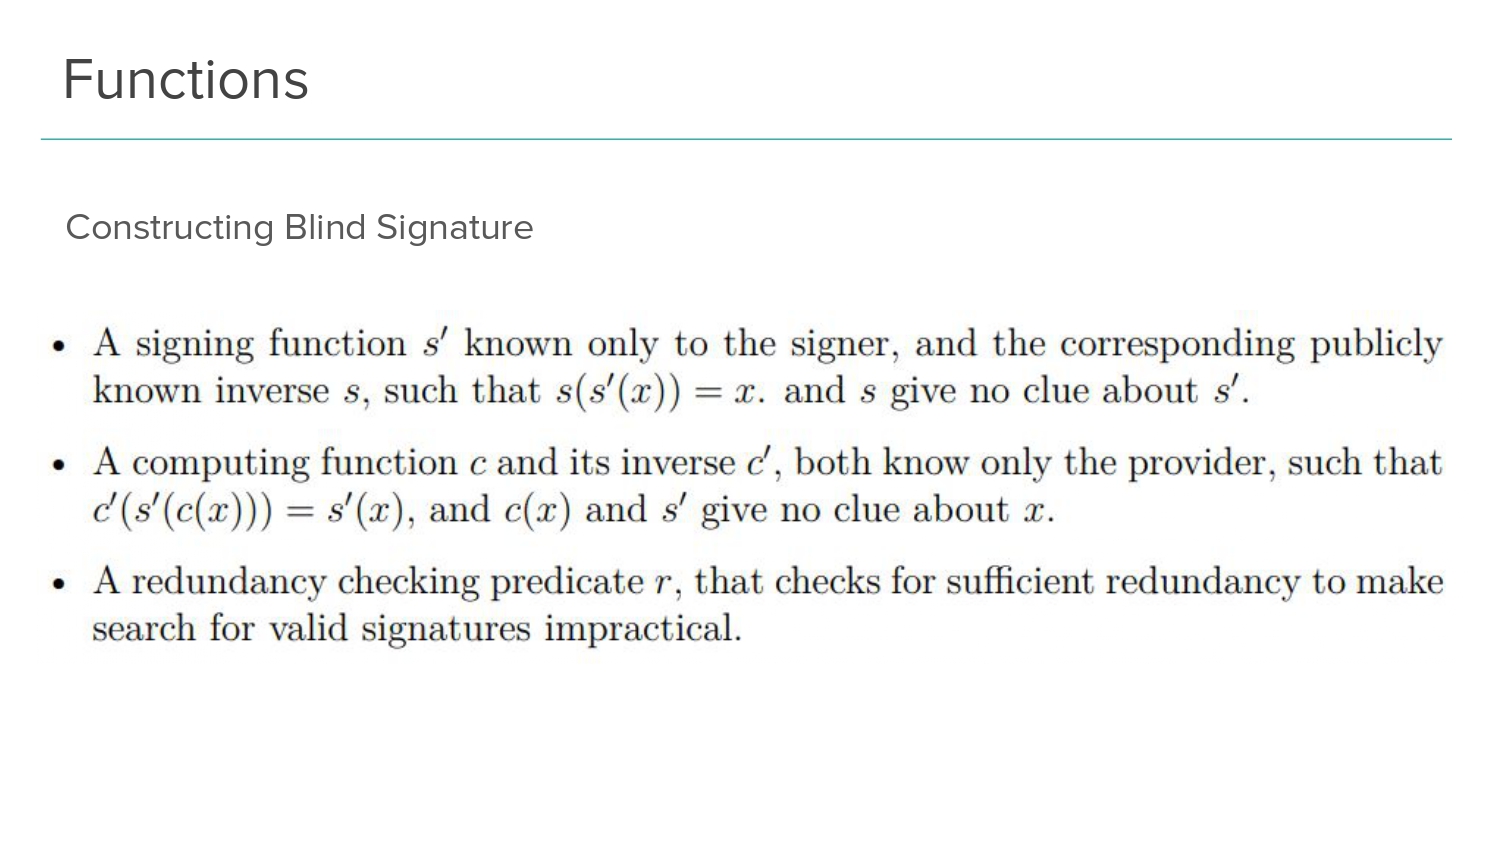 Functions
Constructing Blind Signature
• A signing function s′ known only to the signer, and the corresponding publicly
known inverse s, such that s(s′(x)) = x. and s give no clue about s′.
• A computing function c and its inverse c′, both know only the provider, such that
c′(s′(c(x))) = s′(x), and c(x) and s′ give no clue about x.
• A redundancy checking predicate r, that checks for sufficient redundancy to make
search for valid signatures impractical.